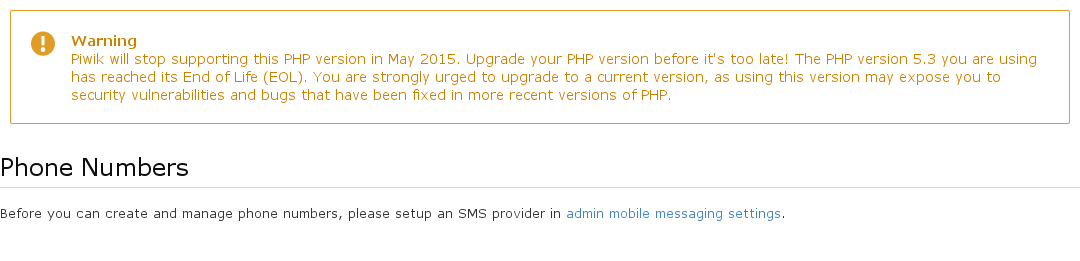 Warning
Piwik will stop supporting this PHP version in May 2015. Upgrade your PHP version before it's too late! The PHP version 5.3 you are using
has reached its End of Life (EOL). You are strongly urged to upgrade to a current version, as using this version may expose you to
security vulnerabilities and bugs that have been fixed in more recent versions of PHP.
Phone Numbers
Before you can create and manage phone numbers, please setup an SMS provider in admin mobile messaging settings.